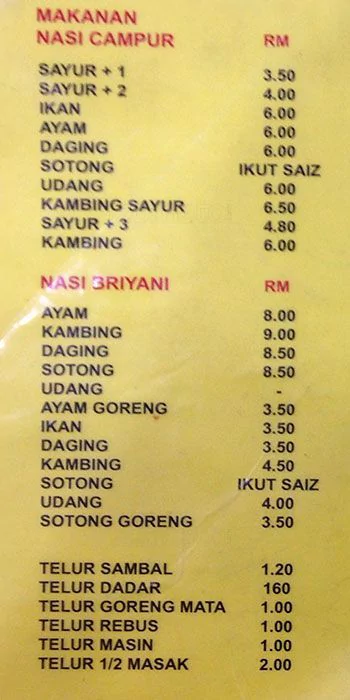 MAKANAN
NASI CAMPUR RM
SAYUR + 1 3.50
SAYUR + 2 4.00
IKAN 6.00
AYAM 6.00
DAGING 6.00
SOTONG IKUT SAIZ
UDANG 6.00
KAMBING SAYUR 6.50
SAYUR + 3 4.80
KAMBING 6.00
NASI BRIYANI RM
AYAM 8.00
KAMBING 9.00
DAGING 8.50
SOTONG 8.50
UDANG -
AYAM GORENG 3.50
IKAN 3.50
DAGING 3.50
KAMBING 4.50
SOTONG IKUT SAIZ
UDANG 4.00
SOTONG GORENG 3.50
TELUR SAMBAL 1.20
TELUR DADAR 160
TELUR GORENG MATA 1.00
TELUR REBUS 1.00
TELUR MASIN 1.00
TELUR 1/2 MASAK 2.00